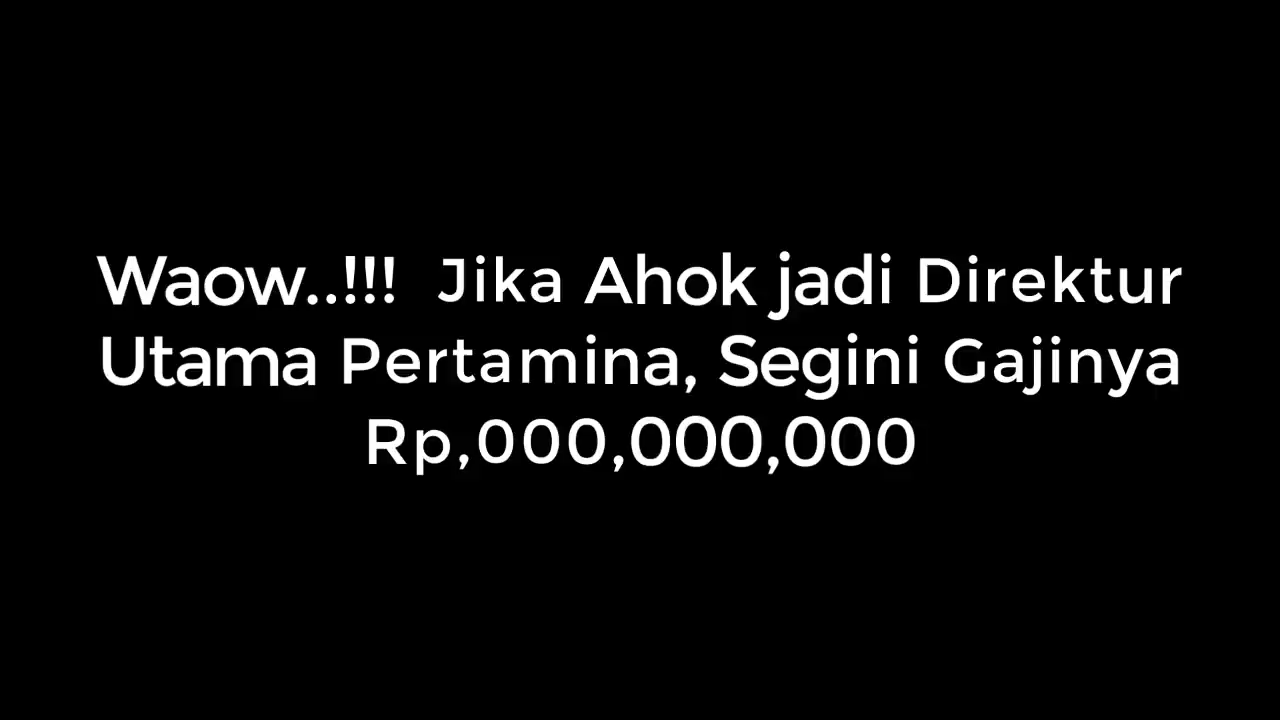 Waow..!!! Jika Ahok jadi Direktur
Utama Pertamina, Segini Gajinya
Rp,000,000,000